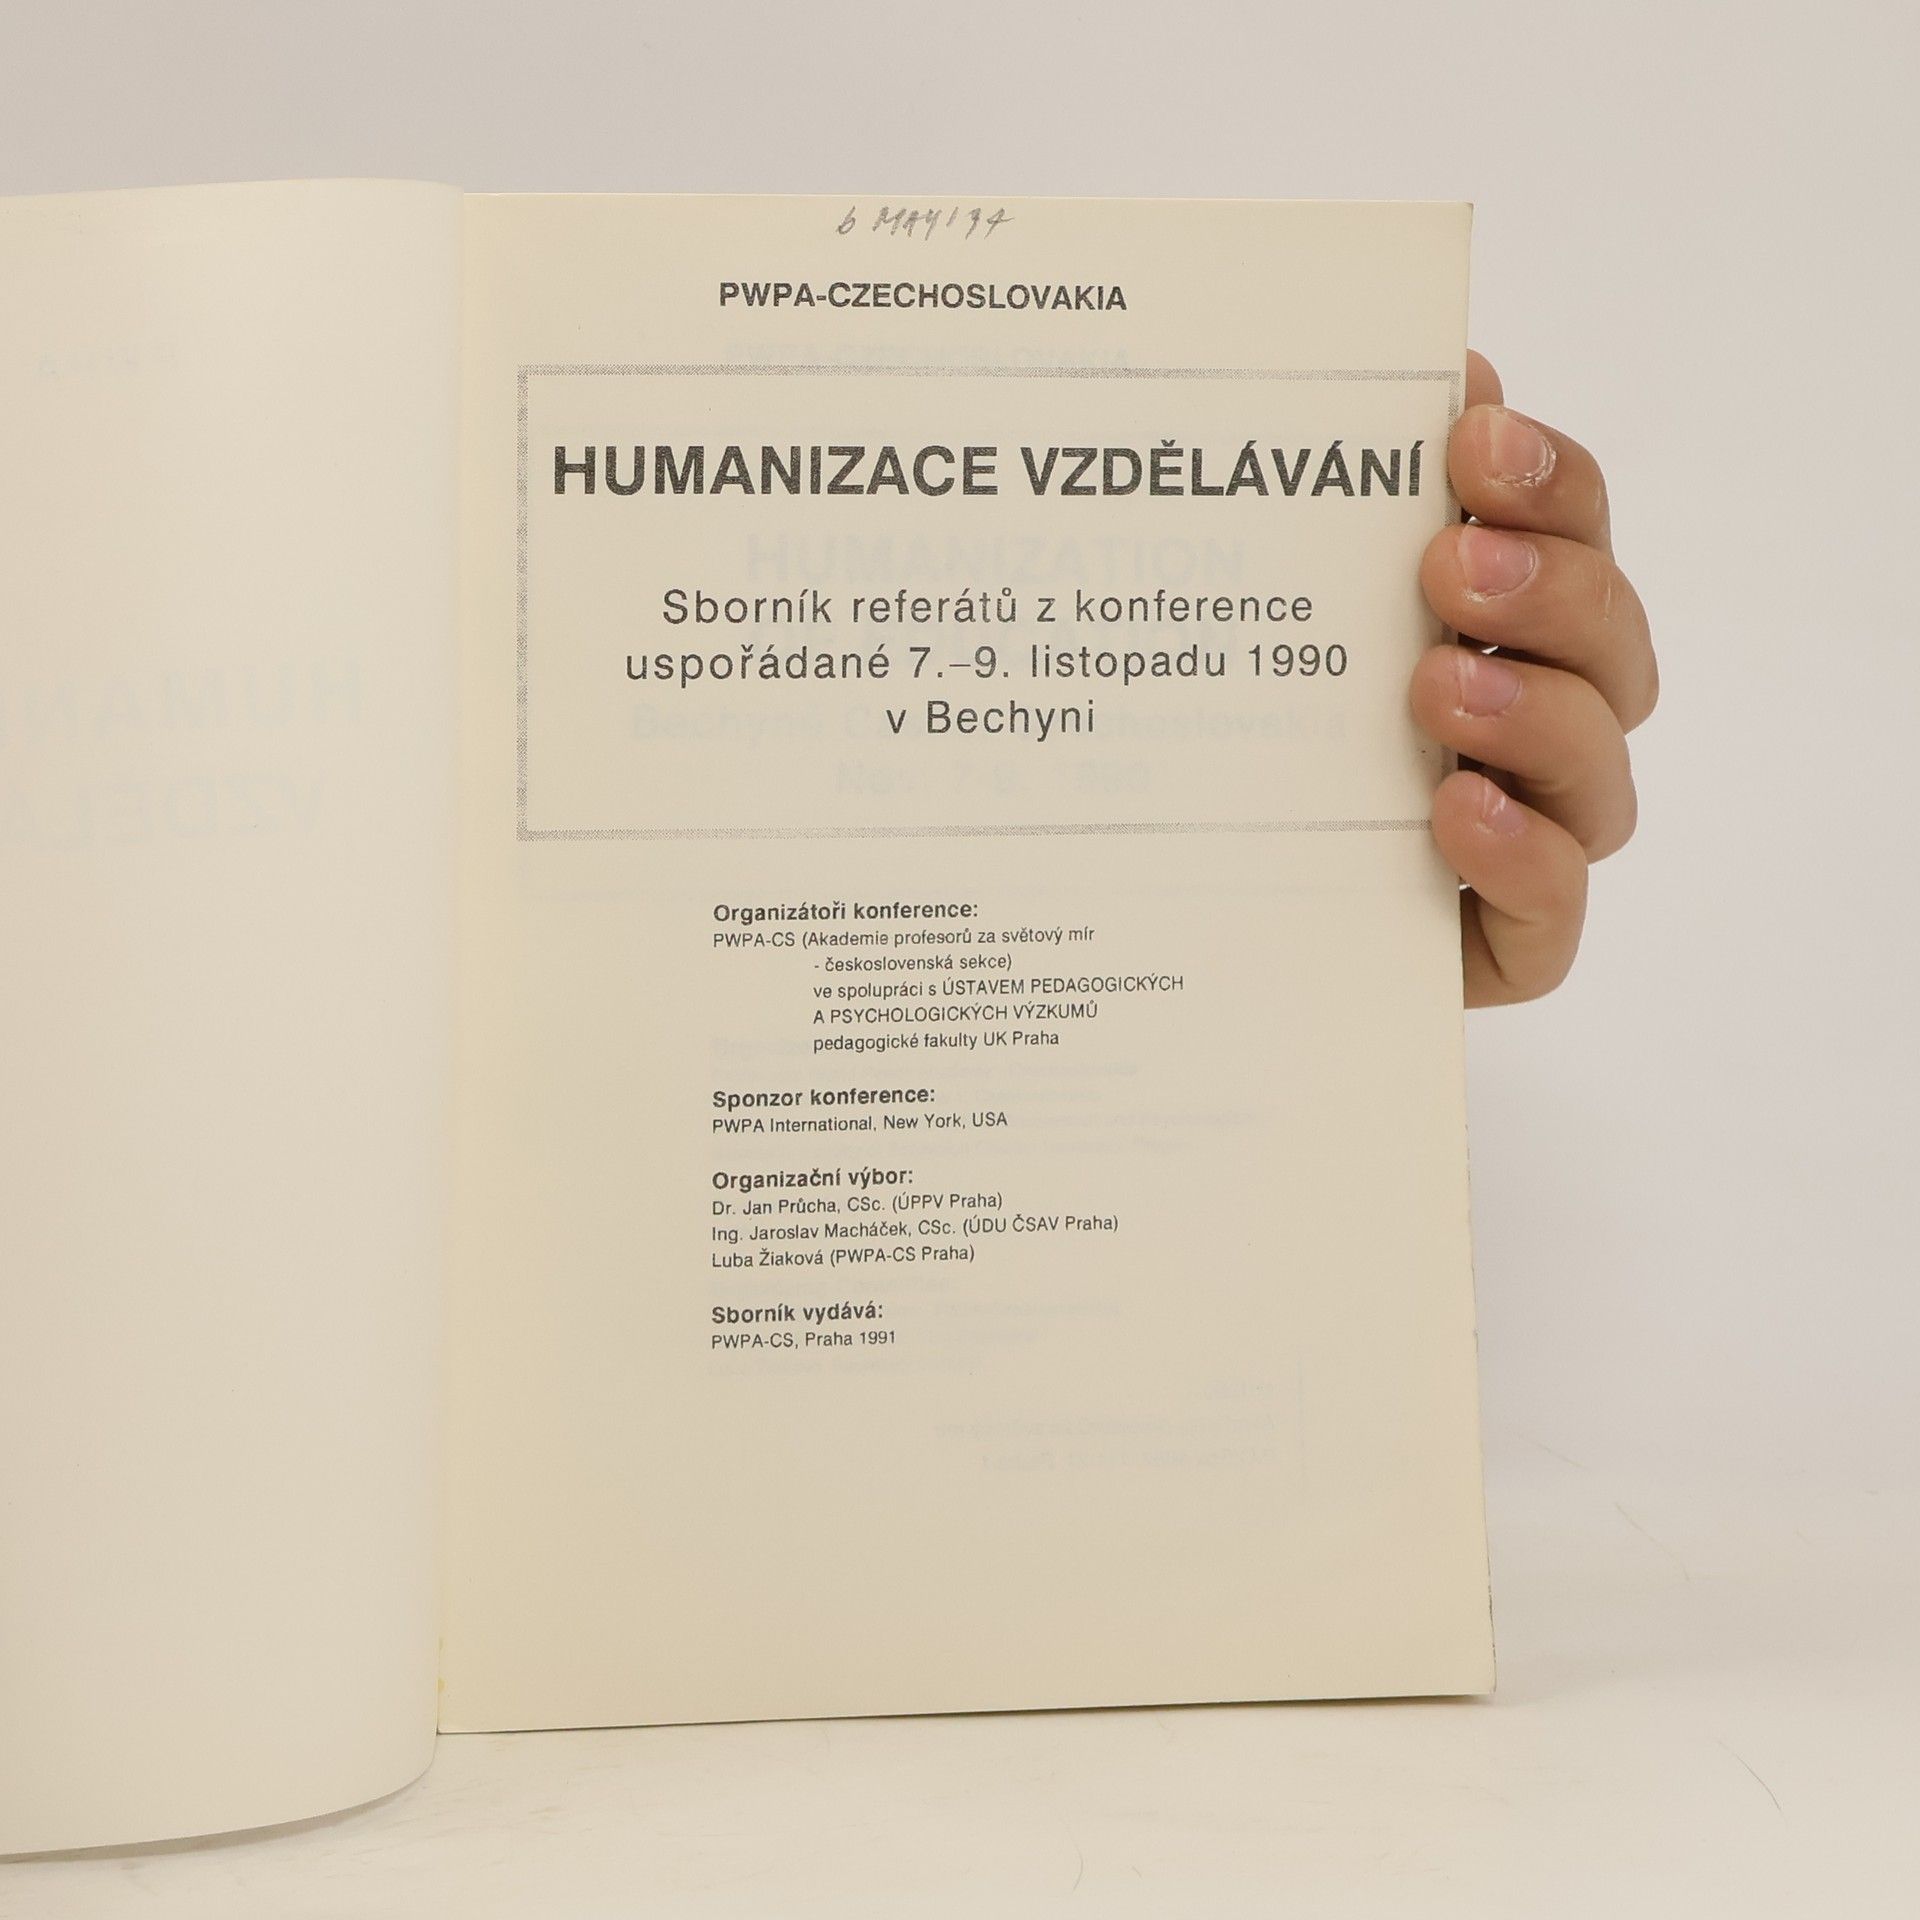 PWPA-CZECHOSLOVAKIA
HUMANIZACE VZDĚLÁVÁNÍ
Sborník referátů z konference
uspořádané 7.–9. listopadu 1990
v Bechyni
Organizátoři konference:
PWPA-CS (Akademie profesorů za světový mír
- československá sekce)
ve spolupráci s ÚSTAVEM PEDAGOGICKÝCH
A PSYCHOLOGICKÝCH VÝZKUMŮ
pedagogické fakulty UK Praha
Sponzor konference:
PWPA International, New York, USA
Organizační výbor:
Dr. Jan Průcha, CSc. (ÚPPV Praha)
Ing. Jaroslav Macháček, CSc. (ÚDU ČSAV Praha)
Luba Žiaková (PWPA-CS Praha)
Sborník vydává:
PWPA-CS, Praha 1991